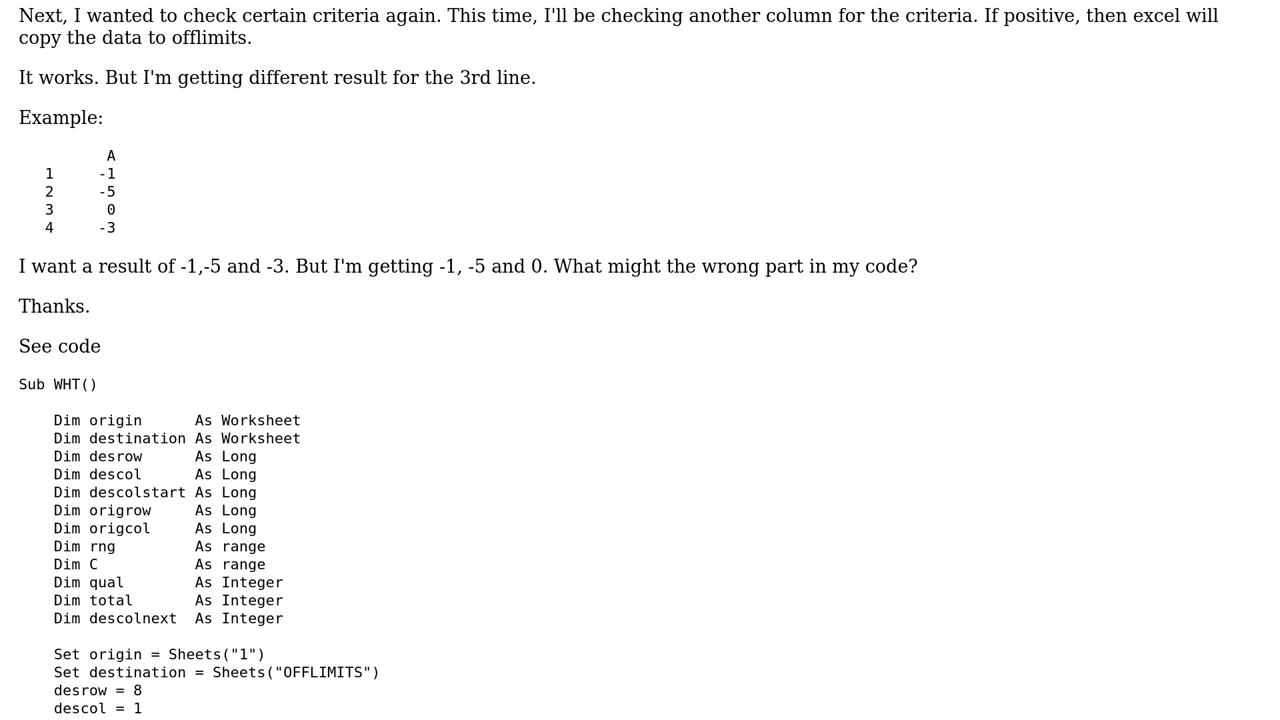 Next, I wanted to check certain criteria again. This time, I'll be checking another column for the criteria. If positive, then excel will
copy the data to offlimits.
It works. But I'm getting different result for the 3rd line.
Example:
A
1 -1
2 -5
3 0
4 -3
I want a result of -1,-5 and -3. But I'm getting -1, -5 and 0. What might the wrong part in my code?
Thanks.
See code
Sub WHT()
Dim origin As Worksheet
Dim destination As Worksheet
Dim desrow As Long
Dim descol As Long
Dim descolstart As Long
Dim origrow As Long
Dim origcol As Long
Dim rng As range
Dim C As range
Dim qual As Integer
Dim total As Integer
Dim descolnext As Integer
Set origin = Sheets("1")
Set destination = Sheets("OFFLIMITS")
desrow = 8
descol = 1